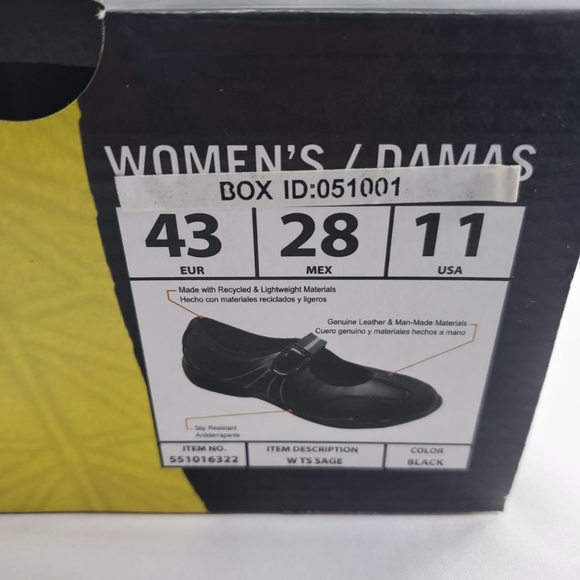 WOMEN'S / DAMAS
BOX ID:051001
43 28 11
EUR MEX USA
Made with Recycled & Lightweight Materials
Hecho con materiales reciclados y ligeros
Genuine Leather & Man-Made Materials
Cuero genuino y materiales hechos a mano
Slip Resistant
Antiderrapante
ITEM NO. ITEM DESCRIPTION COLOR
551016322 W TS SAGE BLACK